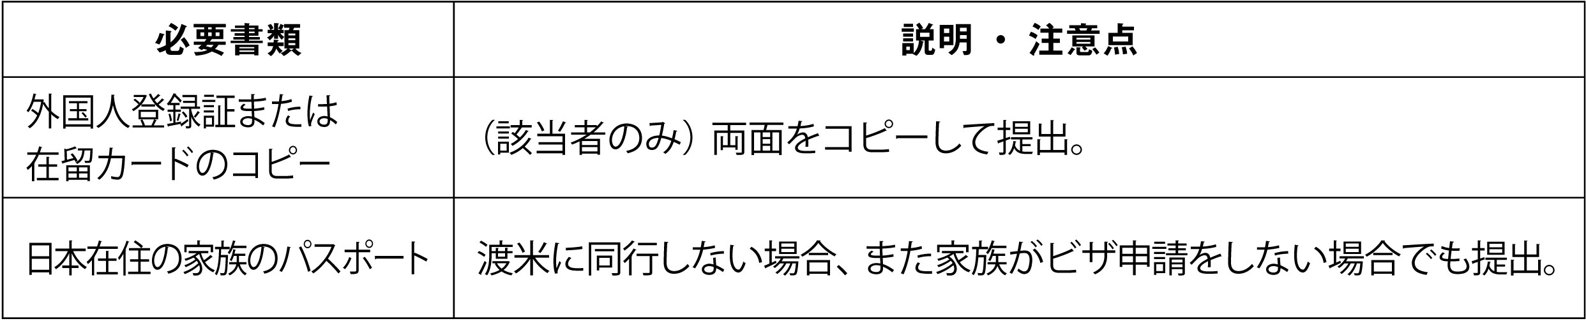 必要書類
説明 ・ 注意点
外国人登録証または
在留カードのコピー
（該当者のみ）両面をコピーして提出。
日本在住の家族のパスポート
渡米に同行しない場合、また家族がビザ申請をしない場合でも提出。